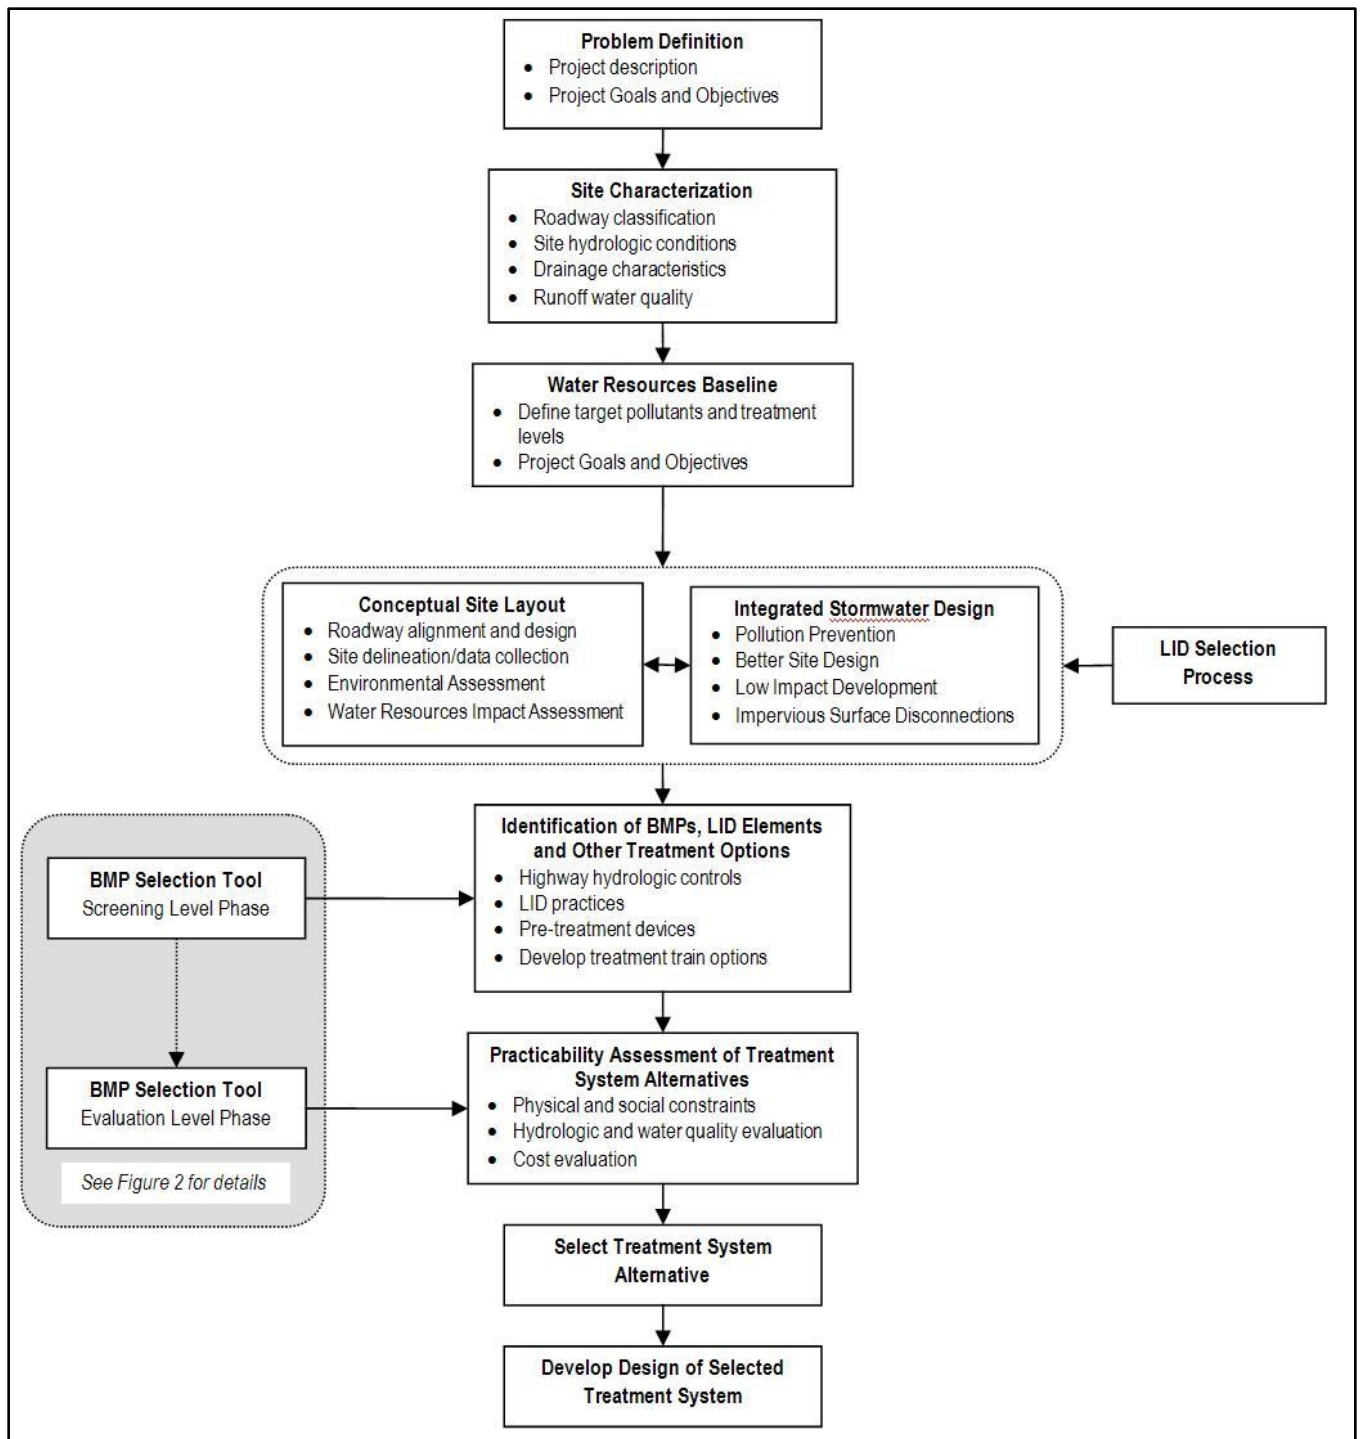 Problem Definition
• Project description
• Project Goals and Objectives
Site Characterization
• Roadway classification
• Site hydrologic conditions
• Drainage characteristics
• Runoff water quality
Water Resources Baseline
• Define target pollutants and treatment
levels
• Project Goals and Objectives
Conceptual Site Layout
• Roadway alignment and design
• Site delineation/data collection
• Environmental Assessment
• Water Resources Impact Assessment
Integrated Stormwater Design
• Pollution Prevention
• Better Site Design
• Low Impact Development
• Impervious Surface Disconnections
LID Selection
Process
Identification of BMPs, LID Elements
and Other Treatment Options
• Highway hydrologic controls
• LID practices
• Pre-treatment devices
• Develop treatment train options
BMP Selection Tool
Screening Level Phase
Practicability Assessment of Treatment
System Alternatives
• Physical and social constraints
• Hydrologic and water quality evaluation
• Cost evaluation
BMP Selection Tool
Evaluation Level Phase
See Figure 2 for details
Select Treatment System
Alternative
Develop Design of Selected
Treatment System